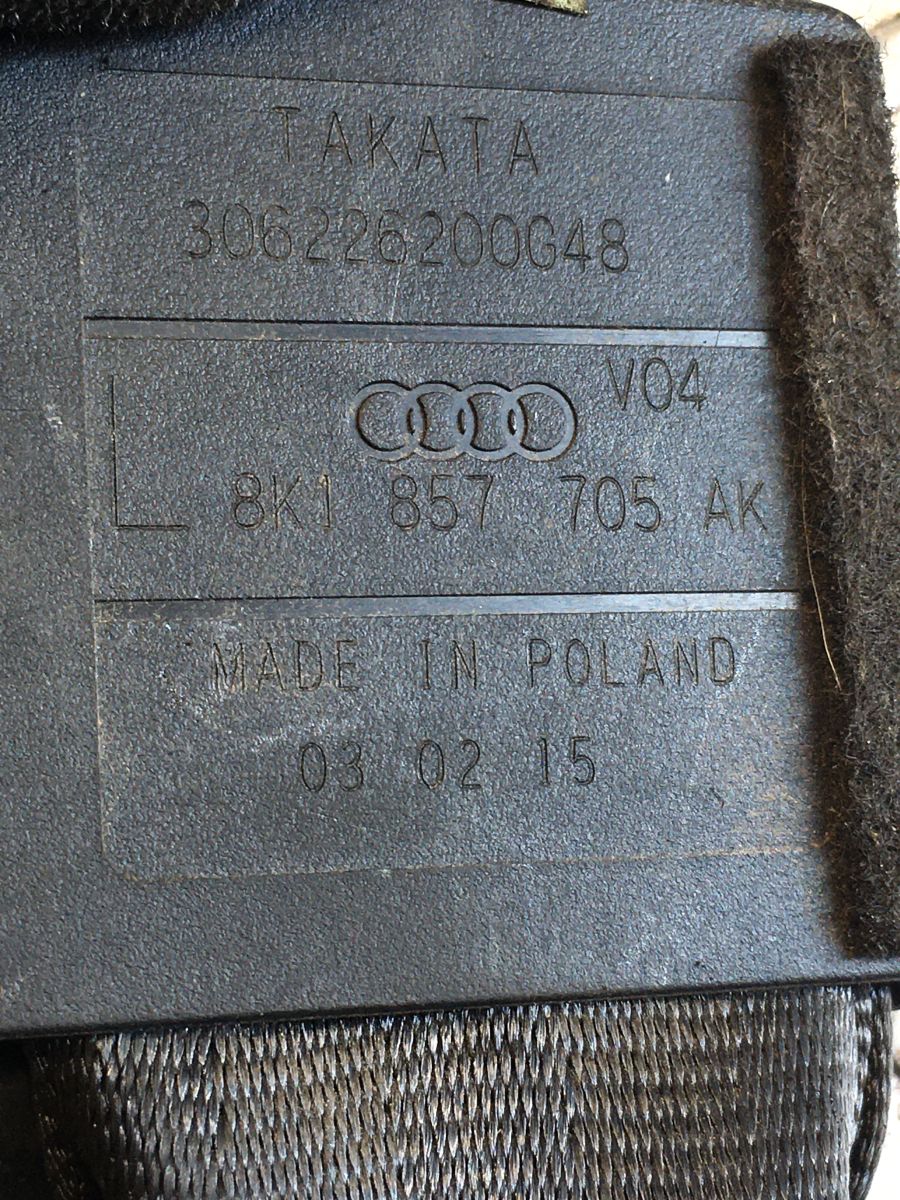 TAKATA
306226200G48
V04
L 8K1 857 705 AK
MADE IN POLAND
03 02 15